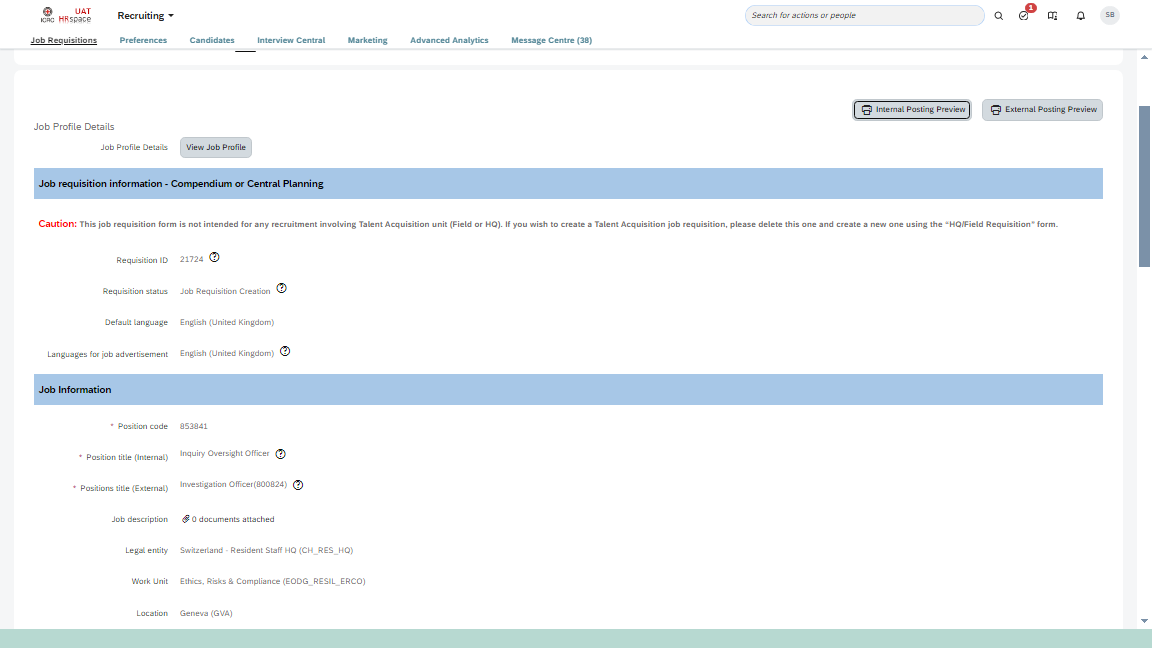 ICRC UAT HRspace Recruiting Search for actions or people 1 SB
Job Requisitions Preferences Candidates Interview Central Marketing Advanced Analytics Message Centre (38)
Internal Posting Preview External Posting Preview
Job Profile Details
Job Profile Details View Job Profile
Job requisition information - Compendium or Central Planning
Caution: This job requisition form is not intended for any recruitment involving Talent Acquisition unit (Field or HQ). If you wish to create a Talent Acquisition job requisition, please delete this one and create a new one using the “HQ/Field Requisition” form.
Requisition ID 21724
Requisition status Job Requisition Creation
Default language English (United Kingdom)
Languages for job advertisement English (United Kingdom)
Job Information
* Position code 853841
* Position title (Internal) Inquiry Oversight Officer
* Positions title (External) Investigation Officer(800824)
Job description 0 documents attached
Legal entity Switzerland - Resident Staff HQ (CH_RES_HQ)
Work Unit Ethics, Risks & Compliance (EODG_RESIL_ERCO)
Location Geneva (GVA)